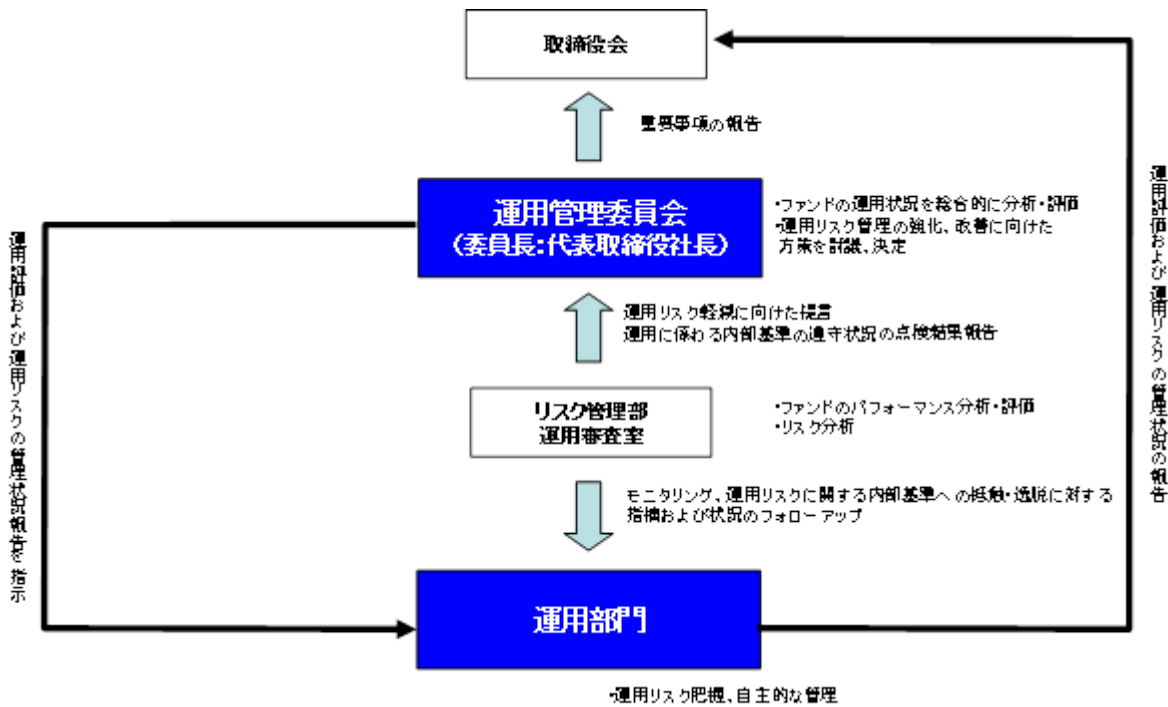 取締役会
重要事項の報告
運用管理委員会
(委員長:代表取締役社長)
・ファンドの運用状況を総合的に分析・評価
・運用リスク管理の強化、改善に向けた
方策を討議、決定
運用リスク軽減に向けた提言
運用に係わる内部基準の遵守状況の点検結果報告
リスク管理部
運用審査室
・ファンドのパフォーマンス分析・評価
・リスク分析
モニタリング、運用リスクに関する内部基準への抵触・逸脱に対する
指摘および状況のフォローアップ
運用部門
・運用リスク把握、自主的な管理
運用評価および運用リスクの管理状況報告を指示
運用評価および運用リスクの管理状況の報告